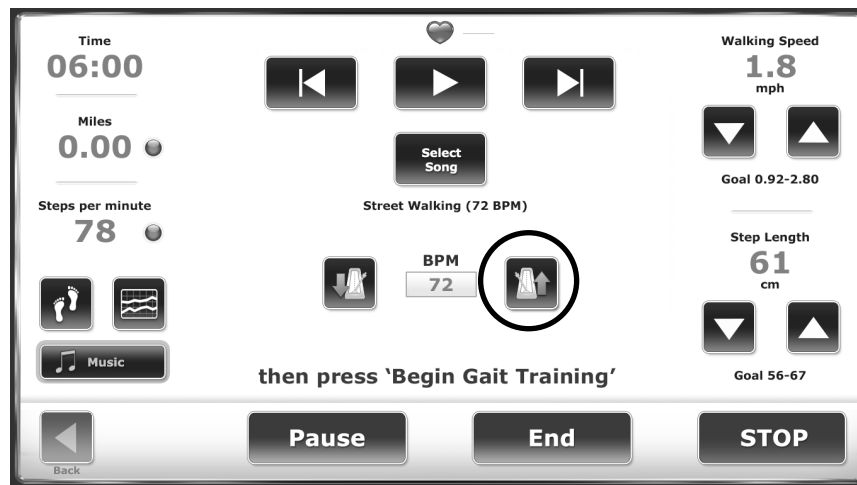 Time
06:00
Miles
0.00
Steps per minute
78
Music
Back
Select
Song
Street Walking (72 BPM)
BPM
72
then press ‘Begin Gait Training’
Pause
End
STOP
Walking Speed
1.8
mph
Goal 0.92-2.80
Step Length
61
cm
Goal 56-67